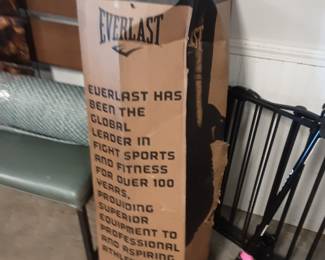 EVERLAST
EVERLAST HAS
BEEN THE
GLOBAL
LEADER IN
FIGHT SPORTS
AND FITNESS
FOR OVER 100
YEARS,
PROVIDING
SUPERIOR
EQUIPMENT TO
PROFESSIONAL
AND ASPIRING